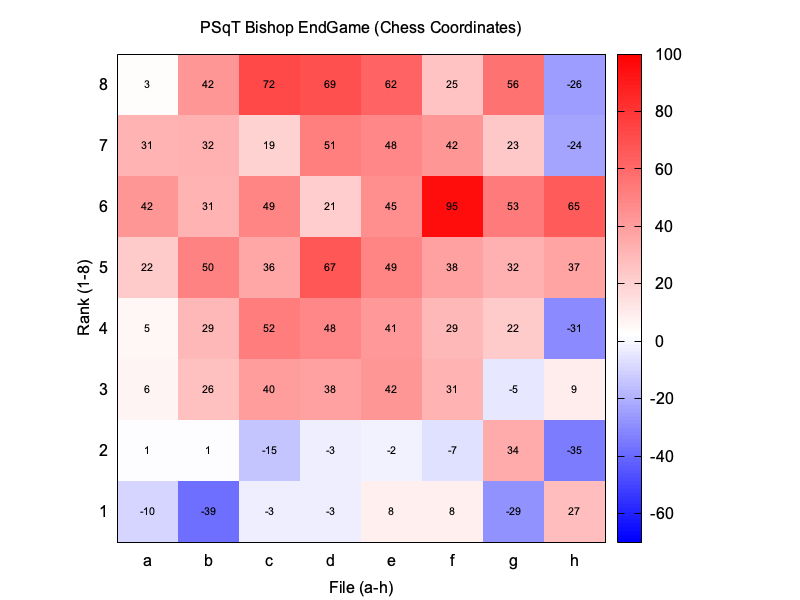 PSqT Bishop EndGame (Chess Coordinates)
100
8 3 42 72 69 62 25 56 -26
80
7 31 32 19 51 48 42 23 -24
60
6 42 31 49 21 45 95 53 65
40
5 22 50 36 67 49 38 32 37
20
Rank (1-8)
4 5 29 52 48 41 29 22 -31
0
3 6 26 40 38 42 31 -5 9
-20
2 1 1 -15 -3 -2 -7 34 -35
-40
1 -10 -39 -3 -3 8 8 -29 27
-60
a b c d e f g h
File (a-h)